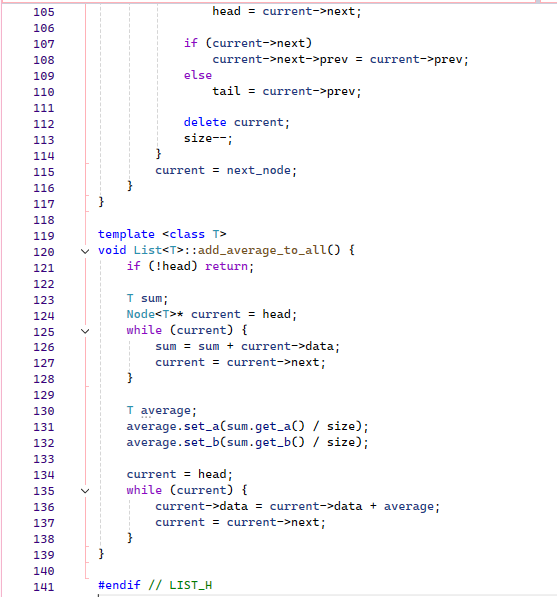 105 head = current->next;
106
107 if (current->next)
108 current->next->prev = current->prev;
109 else
110 tail = current->prev;
111
112 delete current;
113 size--;
114 }
115 current = next_node;
116 }
117 }
118
119 template <class T>
120 void List<T>::add_average_to_all() {
121 if (!head) return;
122
123 T sum;
124 Node<T>* current = head;
125 while (current) {
126 sum = sum + current->data;
127 current = current->next;
128 }
129
130 T average;
131 average.set_a(sum.get_a() / size);
132 average.set_b(sum.get_b() / size);
133
134 current = head;
135 while (current) {
136 current->data = current->data + average;
137 current = current->next;
138 }
139 }
140
141 #endif // LIST_H